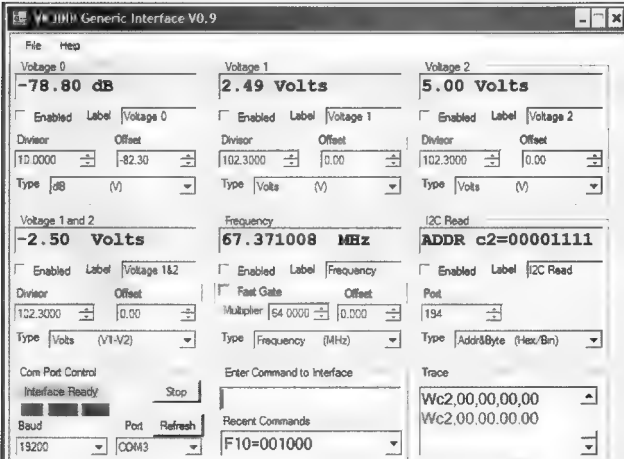 Generic Interface V0.9
File Help
Voltage 0
-78.80 dB
Enabled Label Voltage 0
Divisor Offset
10.0000 -82.30
Type dB (V)
Voltage 1
2.49 Volts
Enabled Label Voltage 1
Divisor Offset
102.3000 0.00
Type Volts (V)
Voltage 2
5.00 Volts
Enabled Label Voltage 2
Divisor Offset
102.3000 0.00
Type Volts (V)
Voltage 1 and 2
-2.50 Volts
Enabled Label Voltage 1&2
Divisor Offset
102.3000 0.00
Type Volts (V1-V2)
Frequency
67.371008 MHz
Enabled Label Frequency
Fast Gate Offset
Multiplier 64.0000 0.000
Type Frequency (MHz)
I2C Read
ADDR c2=00001111
Enabled Label I2C Read
Port
194
Type Addr&Byte (Hex/Bin)
Com Port Control
Interface Ready Stop
Baud Port Refresh
19200 COM3
Enter Command to Interface
Recent Commands
F10=001000
Trace
Wc2,00,00,00,00
Wc2,00,00.00.00